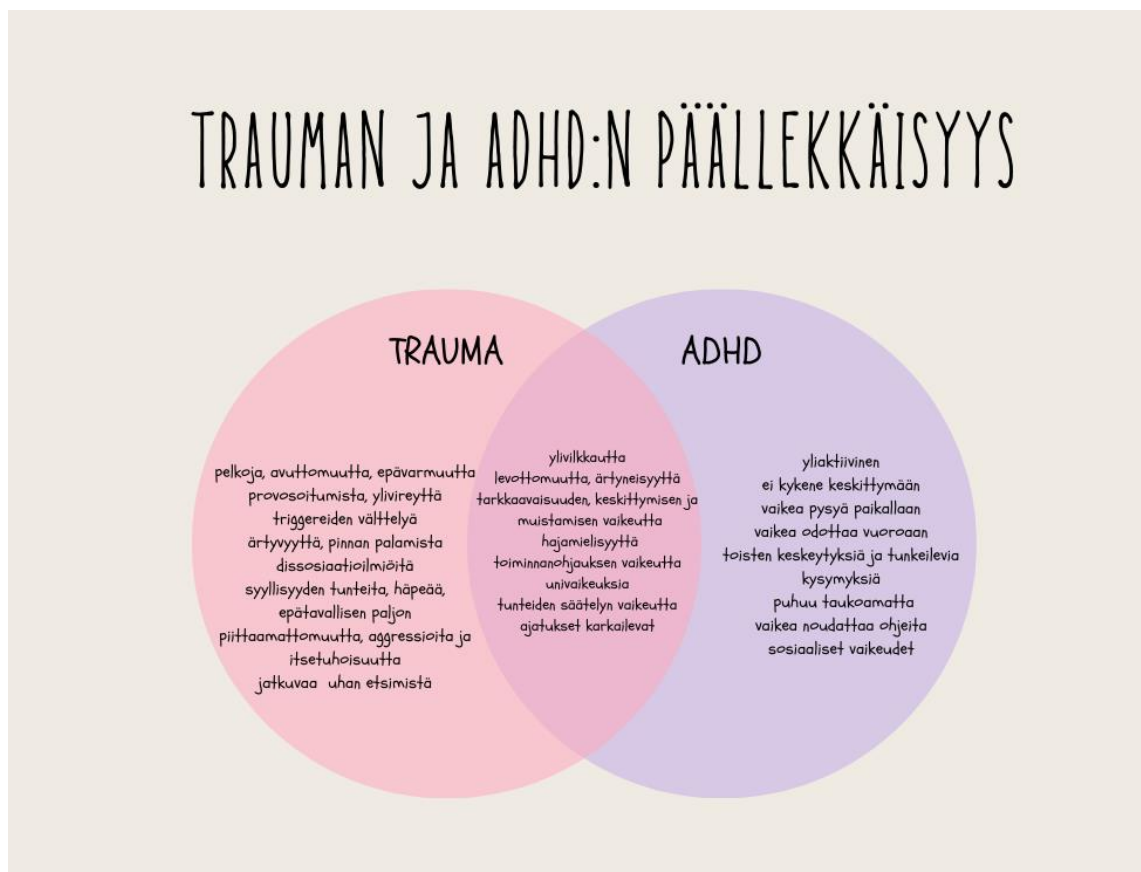 TRAUMAN JA ADHD:N PÄÄLLEKKÄISYYS
TRAUMA
pelkoja, avuttomuutta, epävarmuutta
provosoitumista, ylivireyttä
triggereiden välttelyä
ärtyvyyttä, pinnan palamista
dissosiaatioilmiöitä
syyllisyyden tunteita, häpeää,
epätavallisen paljon
piittaamattomuutta, aggressioita ja
itsetuhoisuutta
jatkuvaa uhan etsimistä
ylivilkkautta
levottomuutta, ärtyneisyyttä
tarkkaavaisuuden, keskittymisen ja
muistamisen vaikeutta
hajamielisyyttä
toiminnanohjauksen vaikeutta
univaikeuksia
tunteiden säätelyn vaikeutta
ajatukset karkailevat
ADHD
yliaktiivinen
ei kykene keskittymään
vaikea pysyä paikallaan
vaikea odottaa vuoroaan
toisten keskeytyksiä ja tunkeilevia
kysymyksiä
puhuu taukoamatta
vaikea noudattaa ohjeita
sosiaaliset vaikeudet